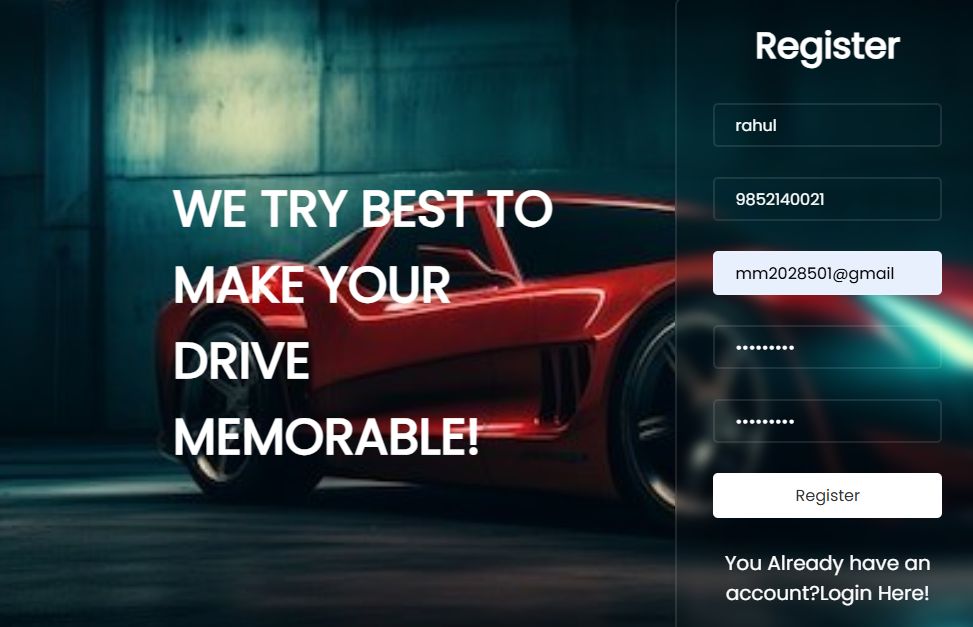 WE TRY BEST TO
MAKE YOUR
DRIVE
MEMORABLE!
Register
rahul
9852140021
mm2028501@gmail
•••••••••
•••••••••
Register
You Already have an
account?Login Here!